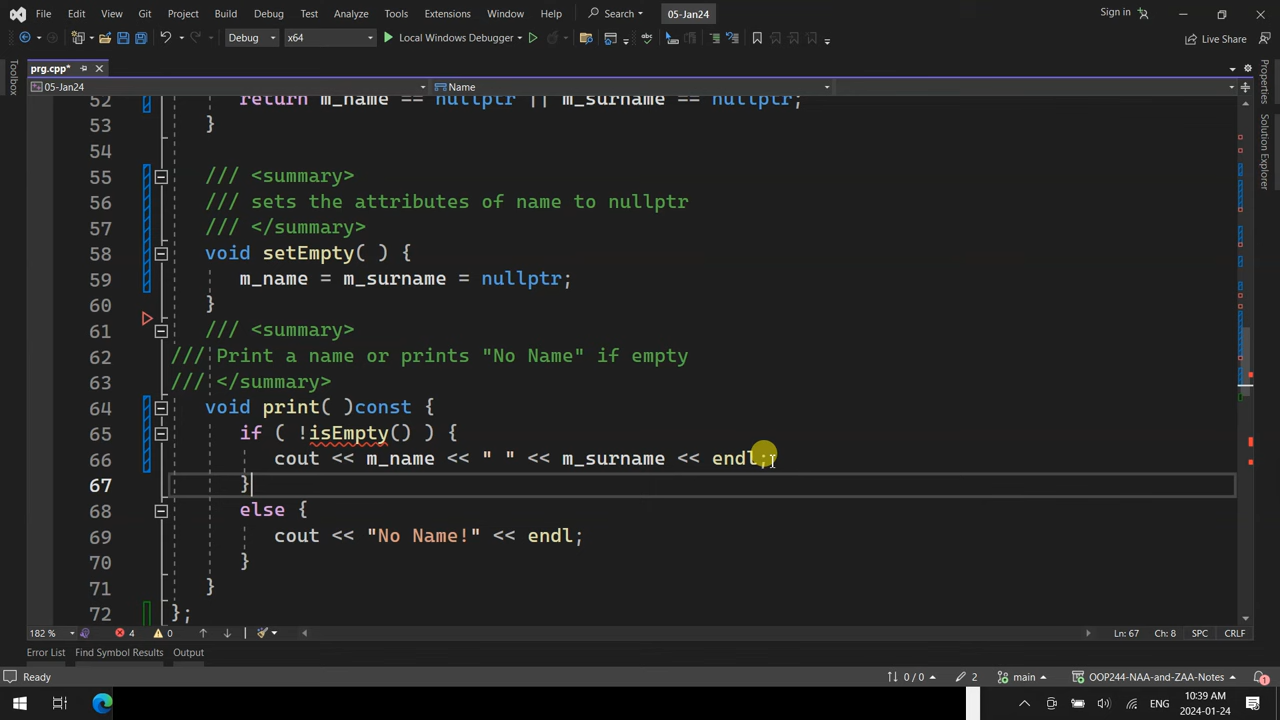 File Edit View Git Project Build Debug Test Analyze Tools Extensions Window Help Search 05-Jan24 Sign in
Debug x64 Local Windows Debugger Live Share
prg.cpp*
05-Jan24 Name
Toolbox
Properties
Solution Explorer
52 return m_name == nullptr || m_surname == nullptr;
53 }
54
55 /// <summary>
56 /// sets the attributes of name to nullptr
57 /// </summary>
58 void setEmpty( ) {
59 m_name = m_surname = nullptr;
60 }
61 /// <summary>
62 /// Print a name or prints "No Name" if empty
63 /// </summary>
64 void print( )const {
65 if ( !isEmpty() ) {
66 cout << m_name << " " << m_surname << endl;
67 }
68 else {
69 cout << "No Name!" << endl;
70 }
71 }
72 };
182 % 4 0 Ln: 67 Ch: 8 SPC CRLF
Error List Find Symbol Results Output
Ready 0 / 0 2 main OOP244-NAA-and-ZAA-Notes 1
ENG 10:39 AM
2024-01-24